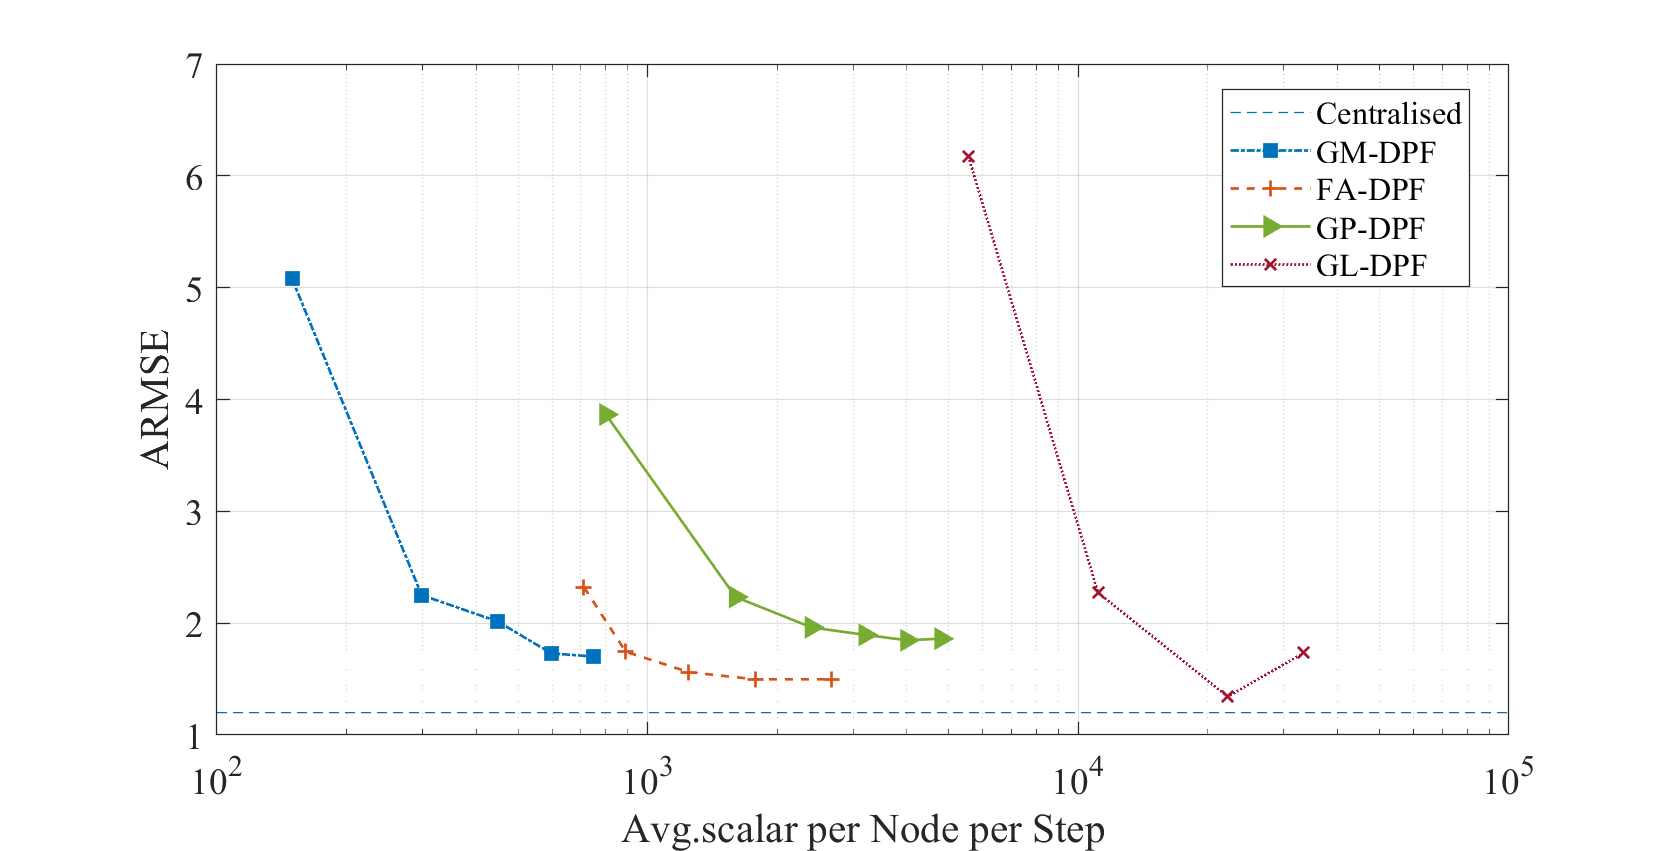 7
6
5
4
3
2
1
ARMSE
10^2
10^3
10^4
10^5
Avg.scalar per Node per Step
Centralised
GM-DPF
FA-DPF
GP-DPF
GL-DPF